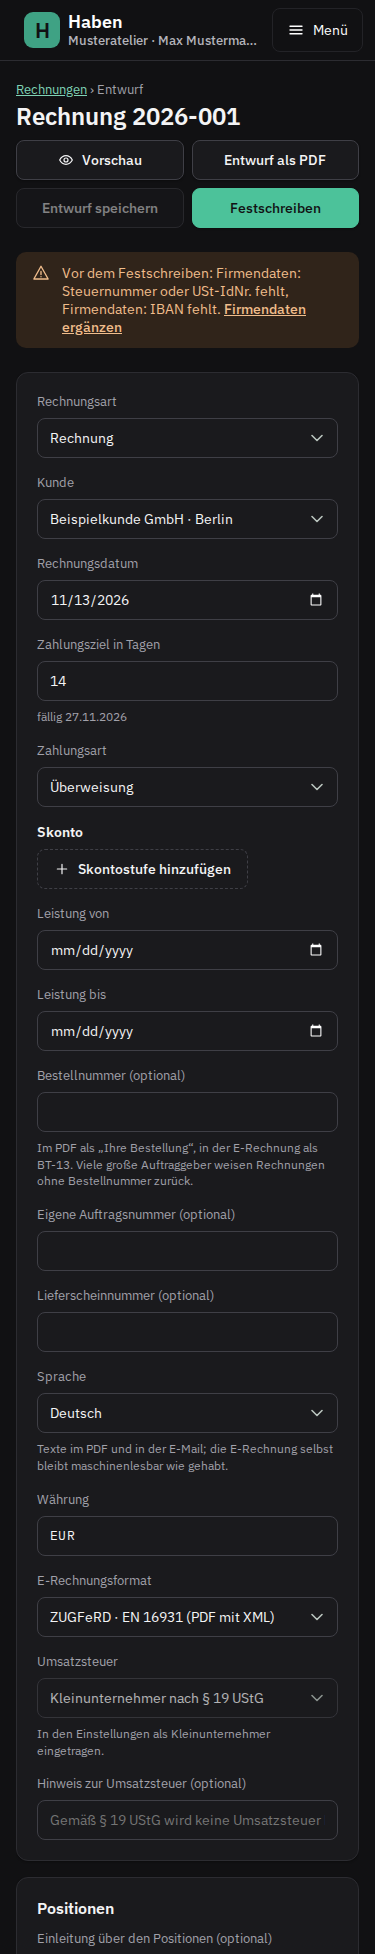 H
Haben
Musteratelier · Max Musterma…
Menü
Rechnungen › Entwurf
Rechnung 2026-001
Vorschau
Entwurf als PDF
Entwurf speichern
Festschreiben
Vor dem Festschreiben: Firmendaten:
Steuernummer oder USt-IdNr. fehlt,
Firmendaten: IBAN fehlt. Firmendaten
ergänzen
Rechnungsart
Rechnung
Kunde
Beispielkunde GmbH · Berlin
Rechnungsdatum
11/13/2026
Zahlungsziel in Tagen
14
fällig 27.11.2026
Zahlungsart
Überweisung
Skonto
Skontostufe hinzufügen
Leistung von
mm/dd/yyyy
Leistung bis
mm/dd/yyyy
Bestellnummer (optional)
Im PDF als „Ihre Bestellung“, in der E-Rechnung als
BT-13. Viele große Auftraggeber weisen Rechnungen
ohne Bestellnummer zurück.
Eigene Auftragsnummer (optional)
Lieferscheinnummer (optional)
Sprache
Deutsch
Texte im PDF und in der E-Mail; die E-Rechnung selbst
bleibt maschinenlesbar wie gehabt.
Währung
EUR
E-Rechnungsformat
ZUGFeRD · EN 16931 (PDF mit XML)
Umsatzsteuer
Kleinunternehmer nach § 19 UStG
In den Einstellungen als Kleinunternehmer
eingetragen.
Hinweis zur Umsatzsteuer (optional)
Gemäß § 19 UStG wird keine Umsatzsteuer
Positionen
Einleitung über den Positionen (optional)